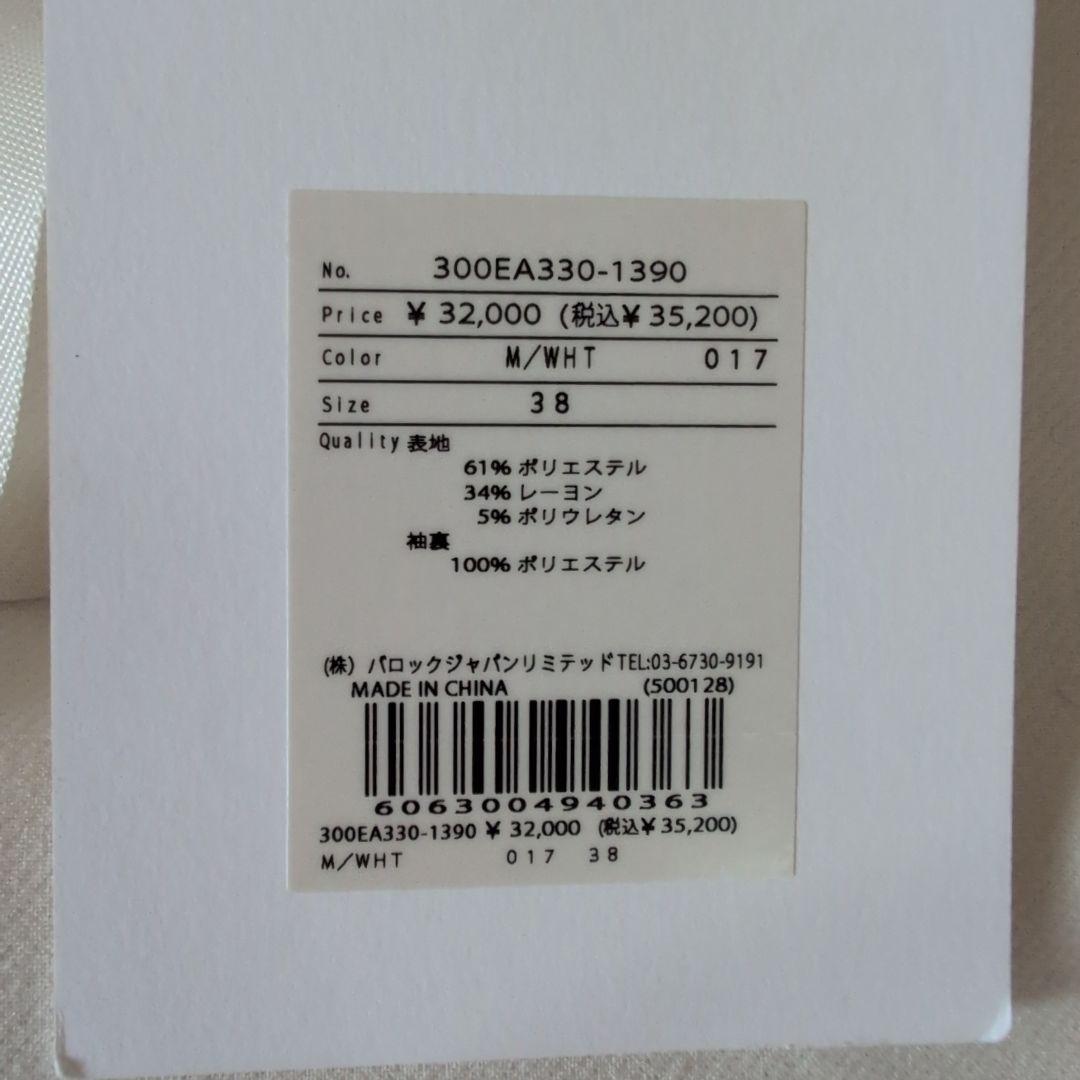 No. 300EA330-1390
Price ¥ 32,000 (税込¥ 35,200)
Color M/WHT 017
Size 38
Quality 表地
61% ポリエステル
34% レーヨン
5% ポリウレタン
袖裏
100% ポリエステル
(株) バロックジャパンリミテッド TEL:03-6730-9191
MADE IN CHINA (500128)
6063004940363
300EA330-1390 ¥ 32,000 (税込¥ 35,200)
M/WHT 017 38